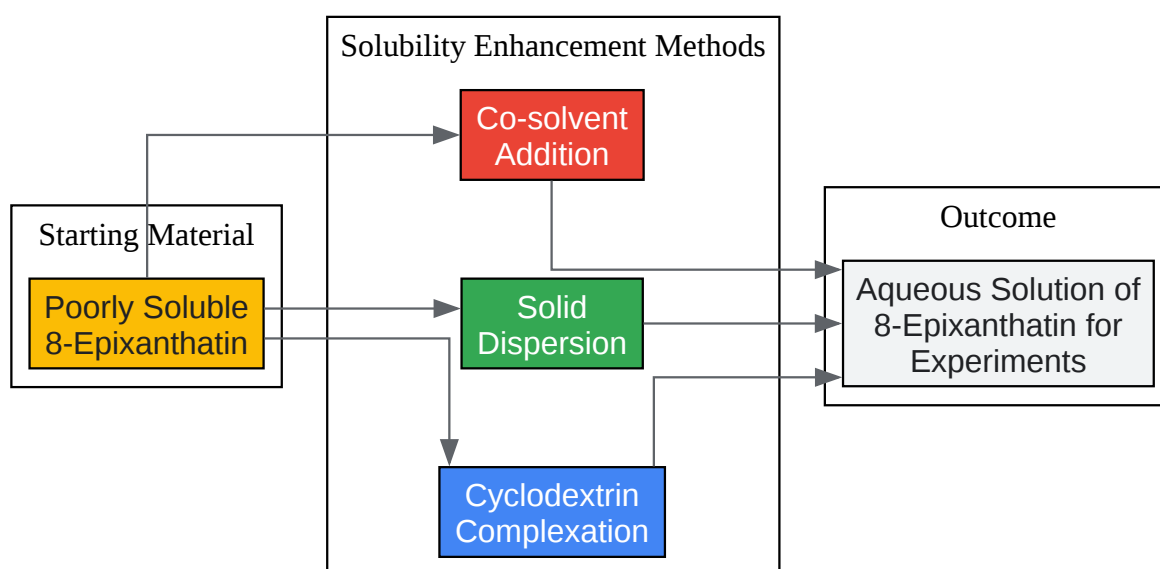 Solubility Enhancement Methods
Co-solvent
Addition
Starting Material
Poorly Soluble
8-Epixanthatin
Solid
Dispersion
Cyclodextrin
Complexation
Outcome
Aqueous Solution of
8-Epixanthatin for
Experiments